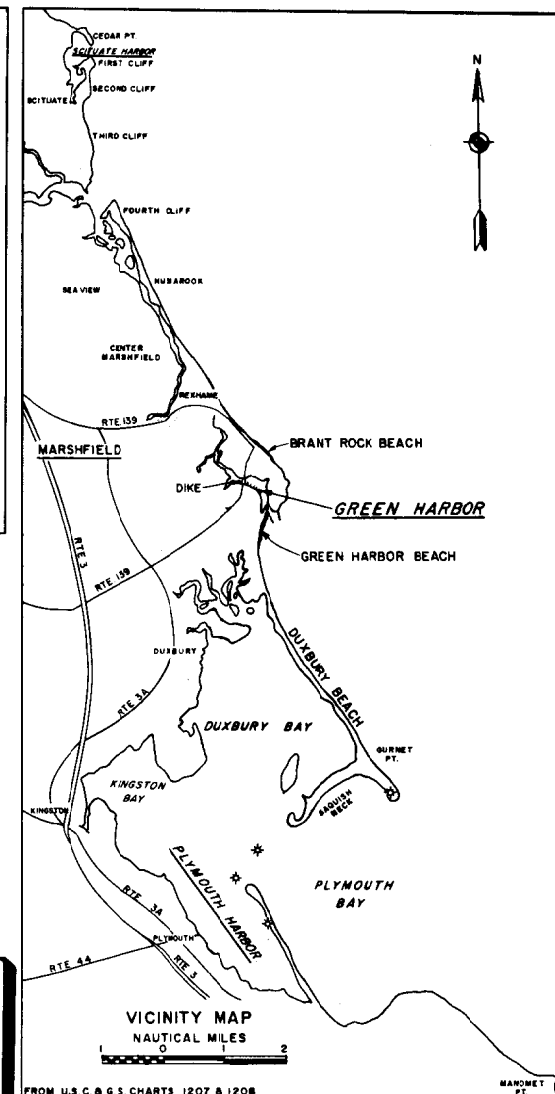 CEDAR PT.
SCITUATE HARBOR
FIRST CLIFF
SECOND CLIFF
SCITUATE
THIRD CLIFF
N
FOURTH CLIFF
HUMAROCK
SEA VIEW
CENTER
MARSHFIELD
REXHAME
RTE. 139
BRANT ROCK BEACH
MARSHFIELD
DIKE
GREEN HARBOR
GREEN HARBOR BEACH
RTE 3
RTE 139
DUXBURY
DUXBURY BEACH
RTE 3A
DUXBURY BAY
GURNET
PT.
KINGSTON
BAY
SAQUISH
NECK
KINGSTON
PLYMOUTH HARBOR
PLYMOUTH
BAY
RTE 3A
PLYMOUTH
RTE 44
RTE 3
VICINITY MAP
NAUTICAL MILES
1 0 1 2
FROM U.S.C. & G.S. CHARTS 1207 & 1208
MANOMET
PT.